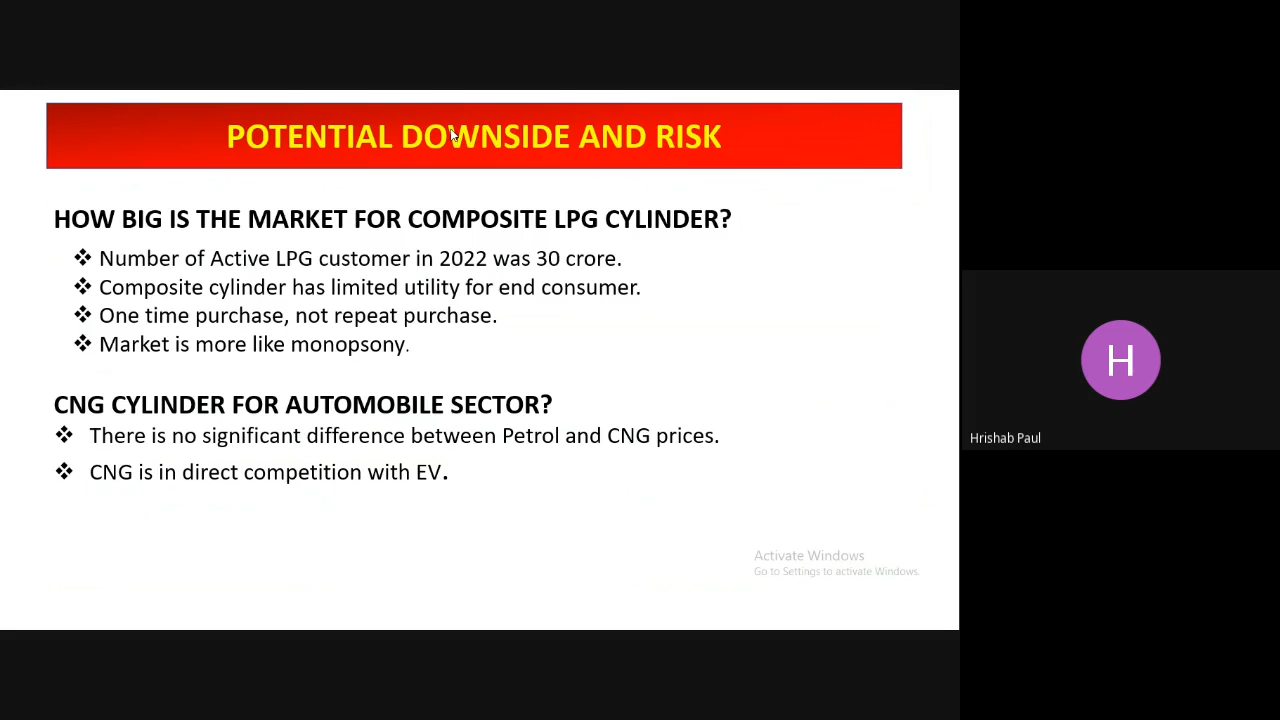 POTENTIAL DOWNSIDE AND RISK
HOW BIG IS THE MARKET FOR COMPOSITE LPG CYLINDER?
❖ Number of Active LPG customer in 2022 was 30 crore.
❖ Composite cylinder has limited utility for end consumer.
❖ One time purchase, not repeat purchase.
❖ Market is more like monopsony.
CNG CYLINDER FOR AUTOMOBILE SECTOR?
❖ There is no significant difference between Petrol and CNG prices.
❖ CNG is in direct competition with EV.
Activate Windows
Go to Settings to activate Windows.
H
Hrishab Paul